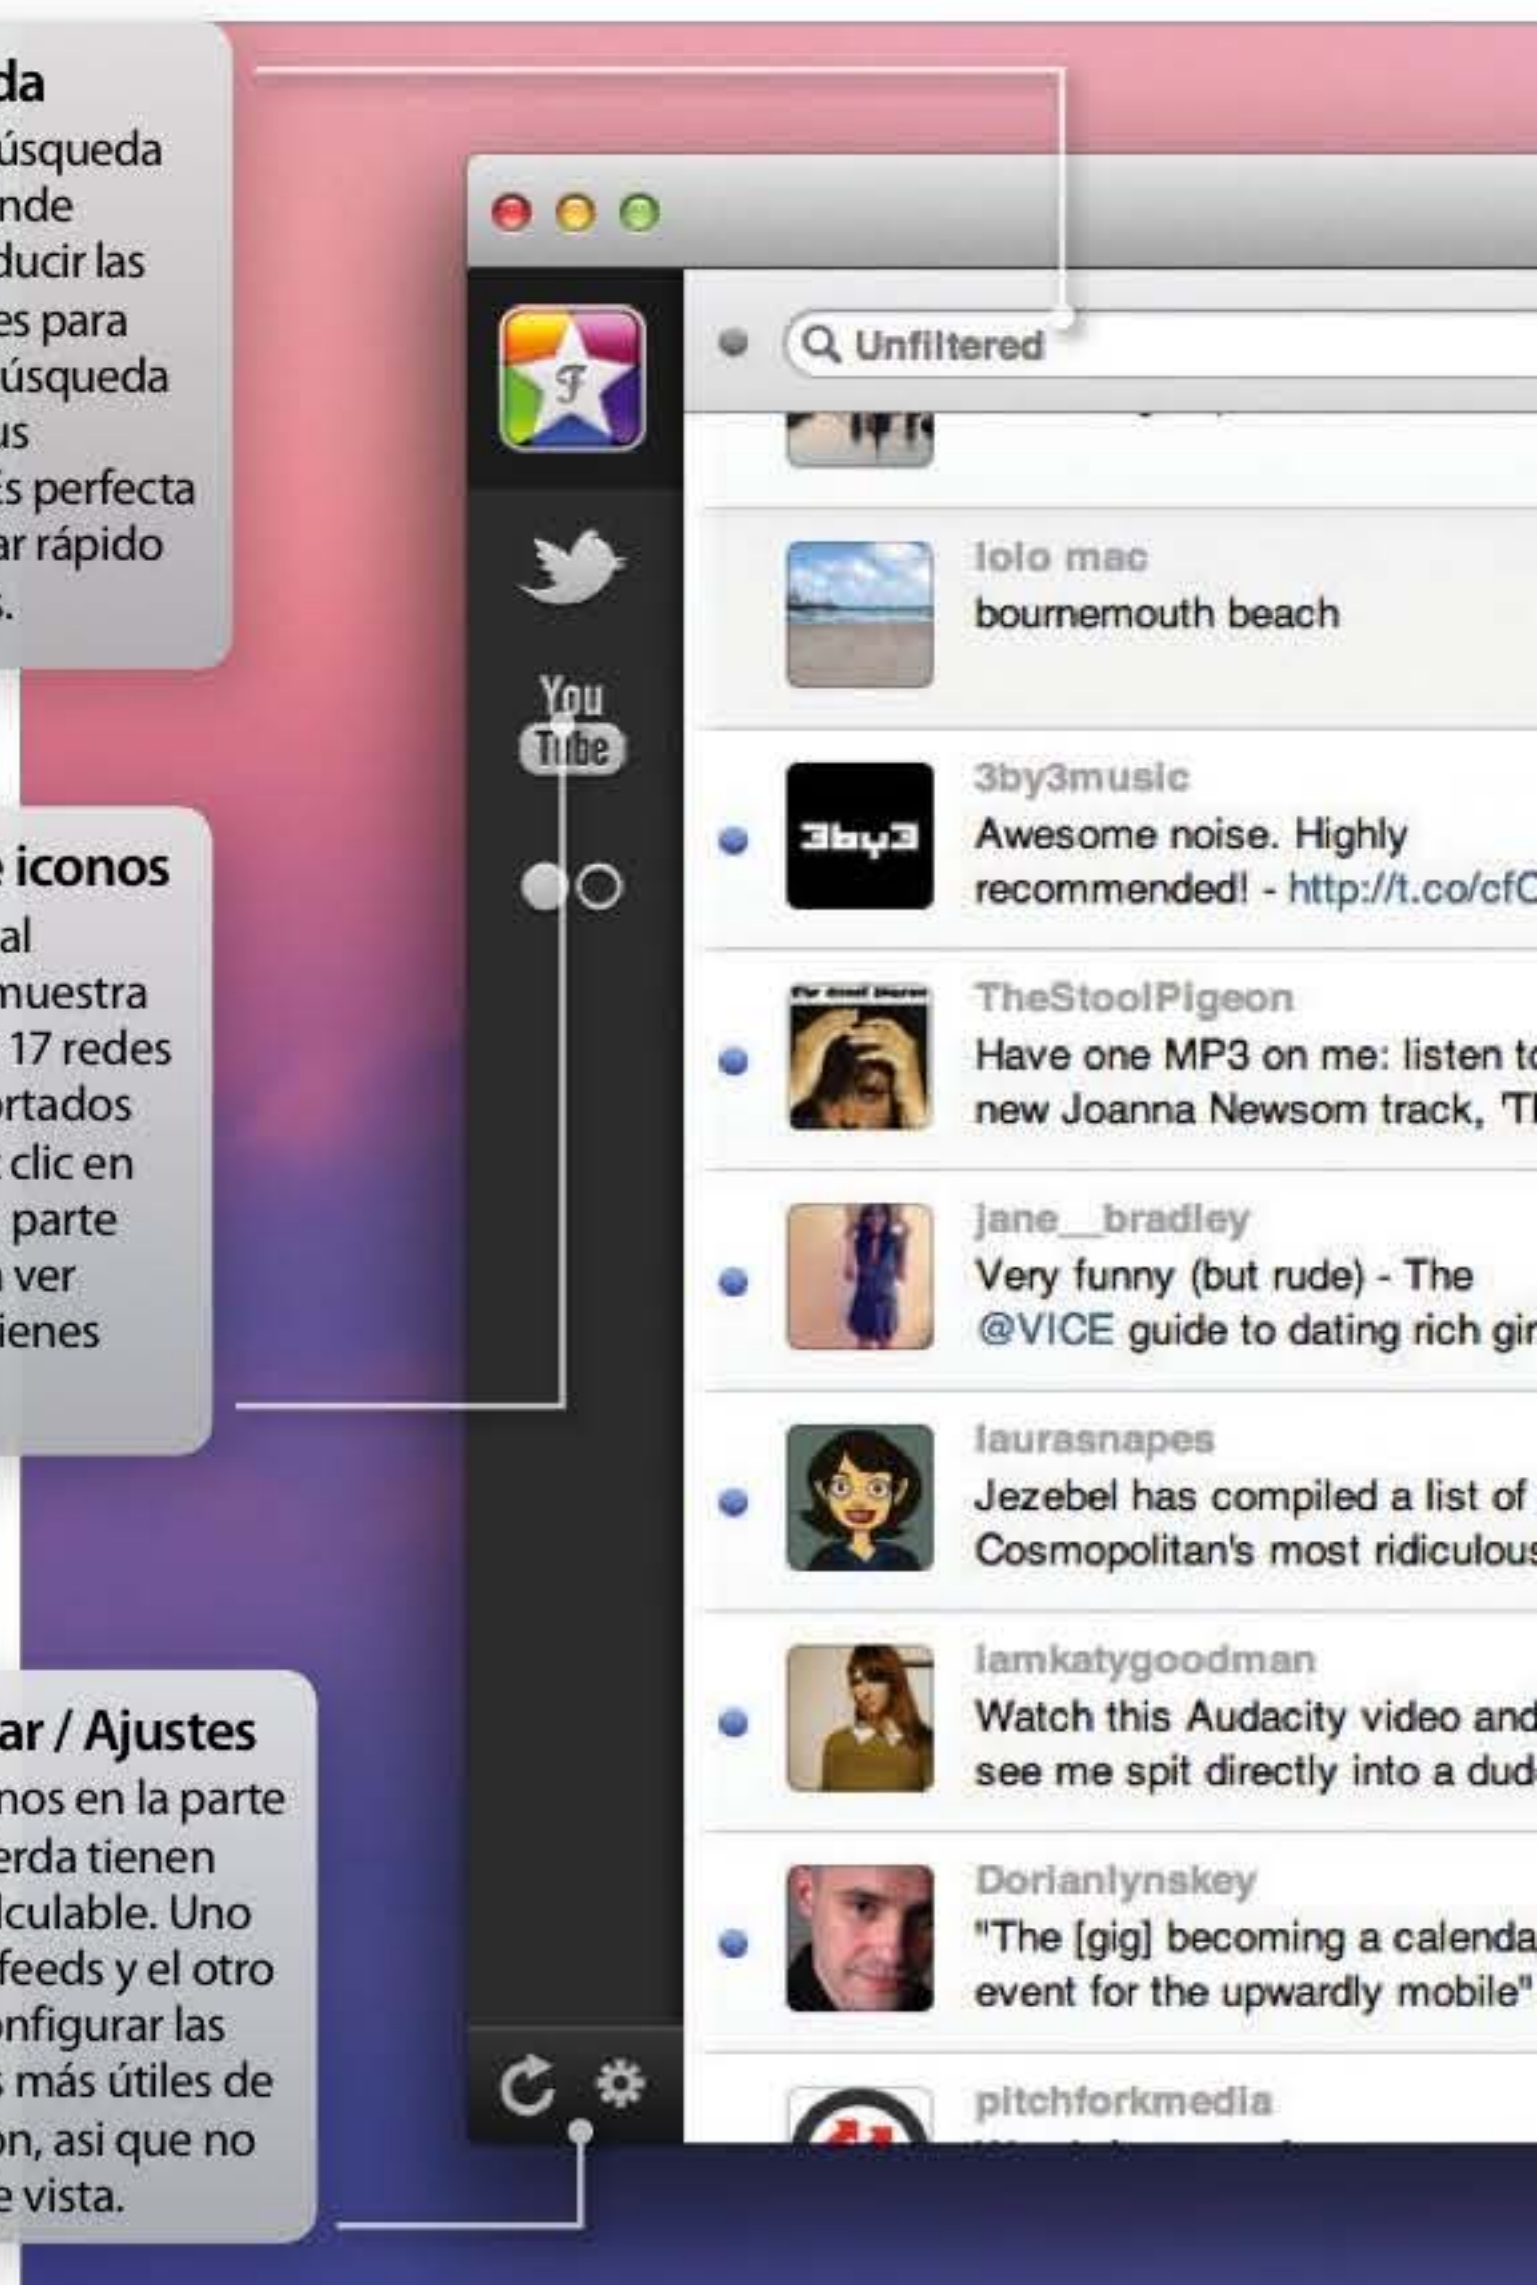 da
úsqueda
nde
ducir las
es para
úsqueda
us
Es perfecta
ar rápido
s.
e iconos
al
muestra
17 redes
ortados
clic en
parte
ver
ienes
ar / Ajustes
nos en la parte
erda tienen
lculable. Uno
feeds y el otro
onfigurar las
s más útiles de
ón, asi que no
e vista.
F
You
Tube
Unfiltered
lolo mac
bournemouth beach
3by3
3by3music
Awesome noise. Highly
recommended! - http://t.co/cfC
TheStoolPigeon
Have one MP3 on me: listen to
new Joanna Newsom track, 'Th
jane__bradley
Very funny (but rude) - The
@VICE guide to dating rich gir
laurasnapes
Jezebel has compiled a list of
Cosmopolitan's most ridiculous
iamkatygoodman
Watch this Audacity video and
see me spit directly into a dud
Dorianlynskey
"The [gig] becoming a calenda
event for the upwardly mobile"
pitchforkmedia